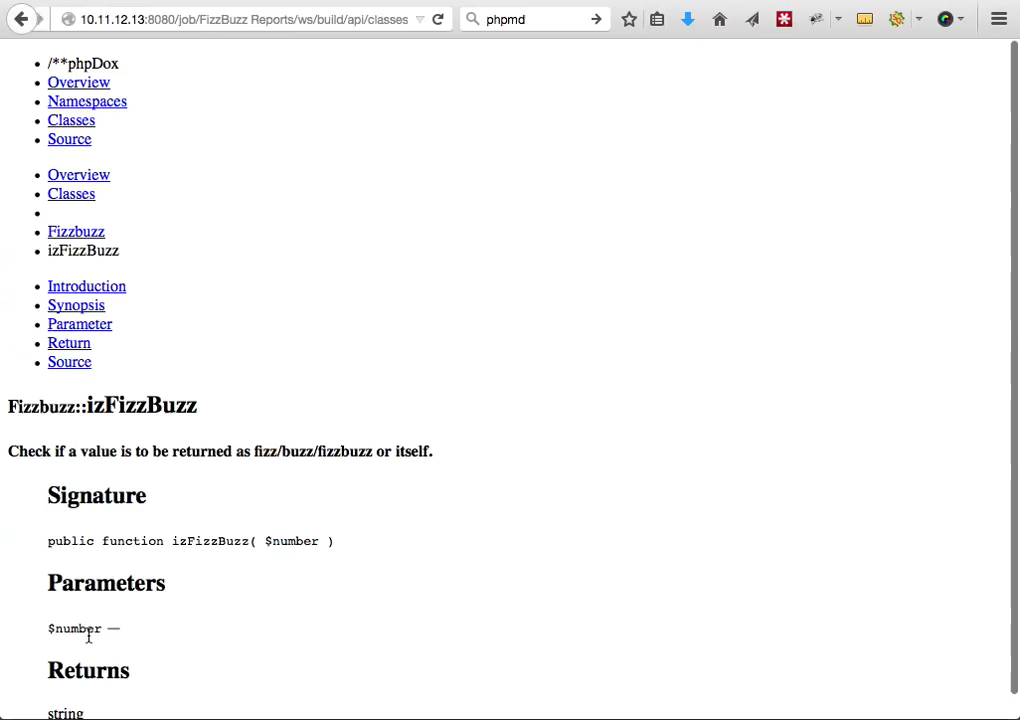 10.11.12.13:8080/job/FizzBuzz Reports/ws/build/api/classes
phpmd
/**phpDox
Overview
Namespaces
Classes
Source
Overview
Classes
Fizzbuzz
izFizzBuzz
Introduction
Synopsis
Parameter
Return
Source
Fizzbuzz::izFizzBuzz
Check if a value is to be returned as fizz/buzz/fizzbuzz or itself.
Signature
public function izFizzBuzz( $number )
Parameters
$number —
Returns
string